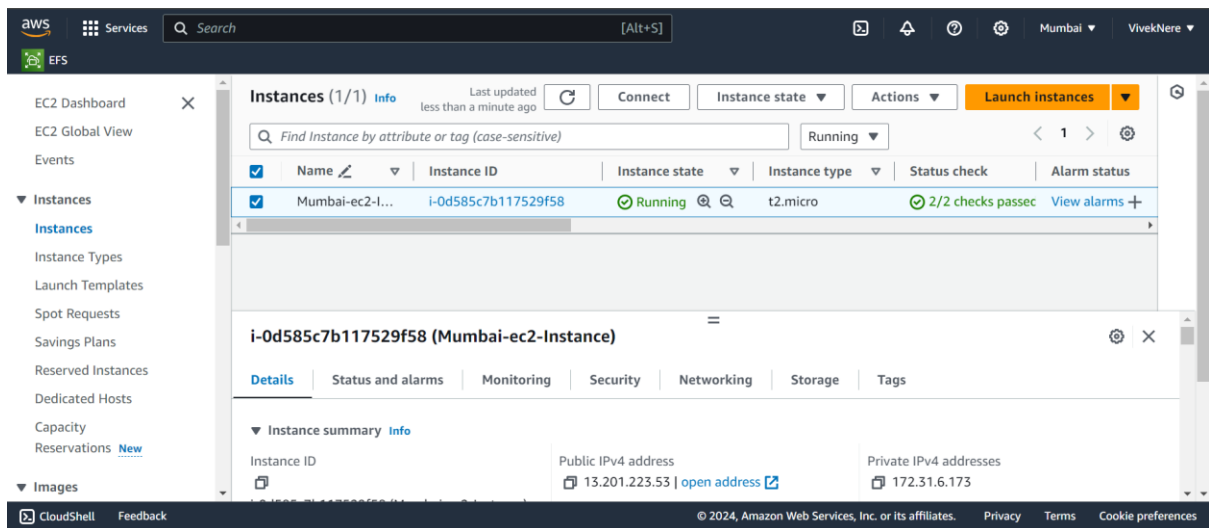 aws Services Search [Alt+S] Mumbai ▼ VivekNere ▼
EFS
EC2 Dashboard
EC2 Global View
Events
▼ Instances
Instances
Instance Types
Launch Templates
Spot Requests
Savings Plans
Reserved Instances
Dedicated Hosts
Capacity
Reservations New
▼ Images
Instances (1/1) Info
Last updated
less than a minute ago
Connect Instance state ▼ Actions ▼ Launch instances ▼
Find Instance by attribute or tag (case-sensitive) Running ▼ < 1 >
Name Instance ID Instance state Instance type Status check Alarm status
Mumbai-ec2-I... i-0d585c7b117529f58 Running t2.micro 2/2 checks passec View alarms +
i-0d585c7b117529f58 (Mumbai-ec2-Instance)
Details Status and alarms Monitoring Security Networking Storage Tags
▼ Instance summary Info
Instance ID
Public IPv4 address
13.201.223.53 | open address
Private IPv4 addresses
172.31.6.173
CloudShell Feedback © 2024, Amazon Web Services, Inc. or its affiliates. Privacy Terms Cookie preferences